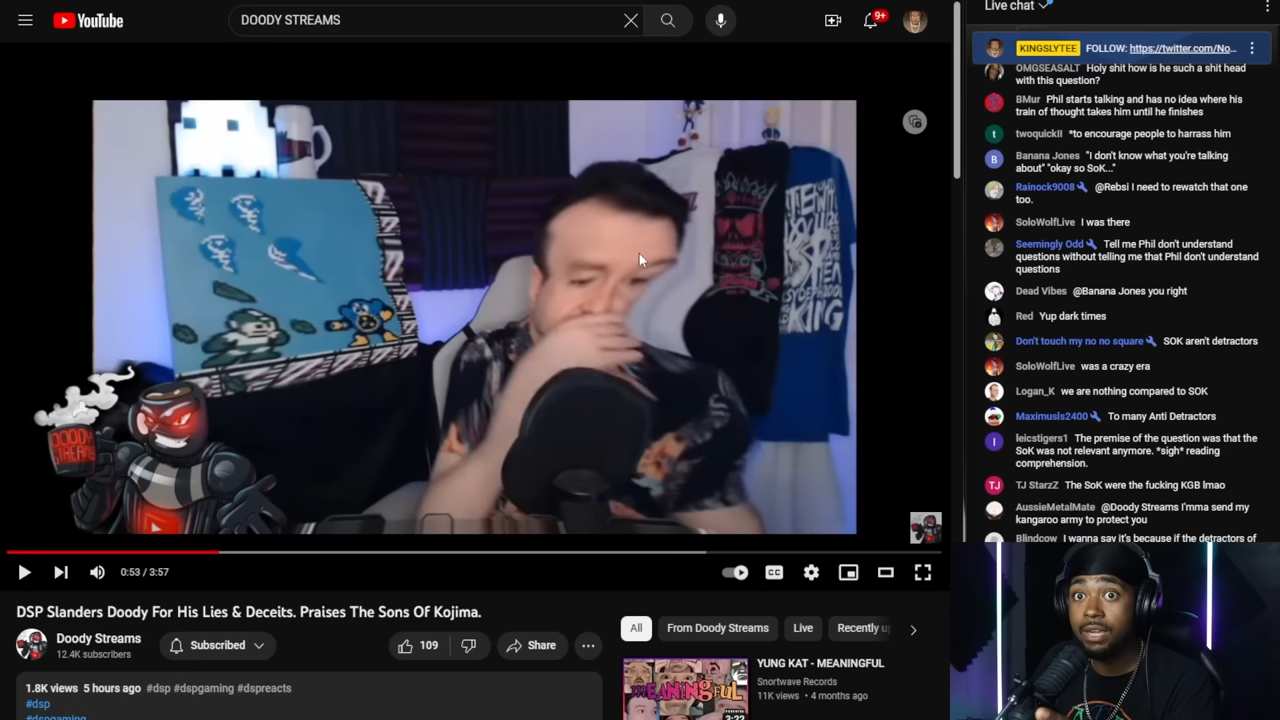 YouTube
DOODY STREAMS
9+
Live chat
KINGSLYTEE FOLLOW: https://twitter.com/No...
OMGSEASALT Holy shit how is he such a shit head
with this question?
BMur Phil starts talking and has no idea where his
train of thought takes him until he finishes
twoquickII *to encourage people to harrass him
Banana Jones "I don't know what you're talking
about" "okay so SoK..."
Rainock9008 @Rebsi I need to rewatch that one
too.
SoloWolfLive I was there
Seemingly Odd Tell me Phil don't understand
questions without telling me that Phil don't understand
questions
Dead Vibes @Banana Jones you right
Red Yup dark times
Don't touch my no no square SOK aren't detractors
SoloWolfLive was a crazy era
Logan_K we are nothing compared to SOK
Maximusls2400 To many Anti Detractors
leicstigers1 The premise of the question was that the
SoK was not relevant anymore. *sigh* reading
comprehension.
TJ StarzZ The SoK were the fucking KGB lmao
AussieMetalMate @Doody Streams I'mma send my
kangaroo army to protect you
Blindcow I wanna say it's because if the detractors of
DOODY
STREAMS
KING
0:53 / 3:57
CC
DSP Slanders Doody For His Lies & Deceits. Praises The Sons Of Kojima.
Doody Streams
12.4K subscribers
Subscribed
109
Share
All
From Doody Streams
Live
Recently up
1.8K views 5 hours ago #dsp #dspgaming #dspreacts
#dsp
#dspgaming
MEANINGFUL
3:22
YUNG KAT - MEANINGFUL
Snortwave Records
11K views • 4 months ago